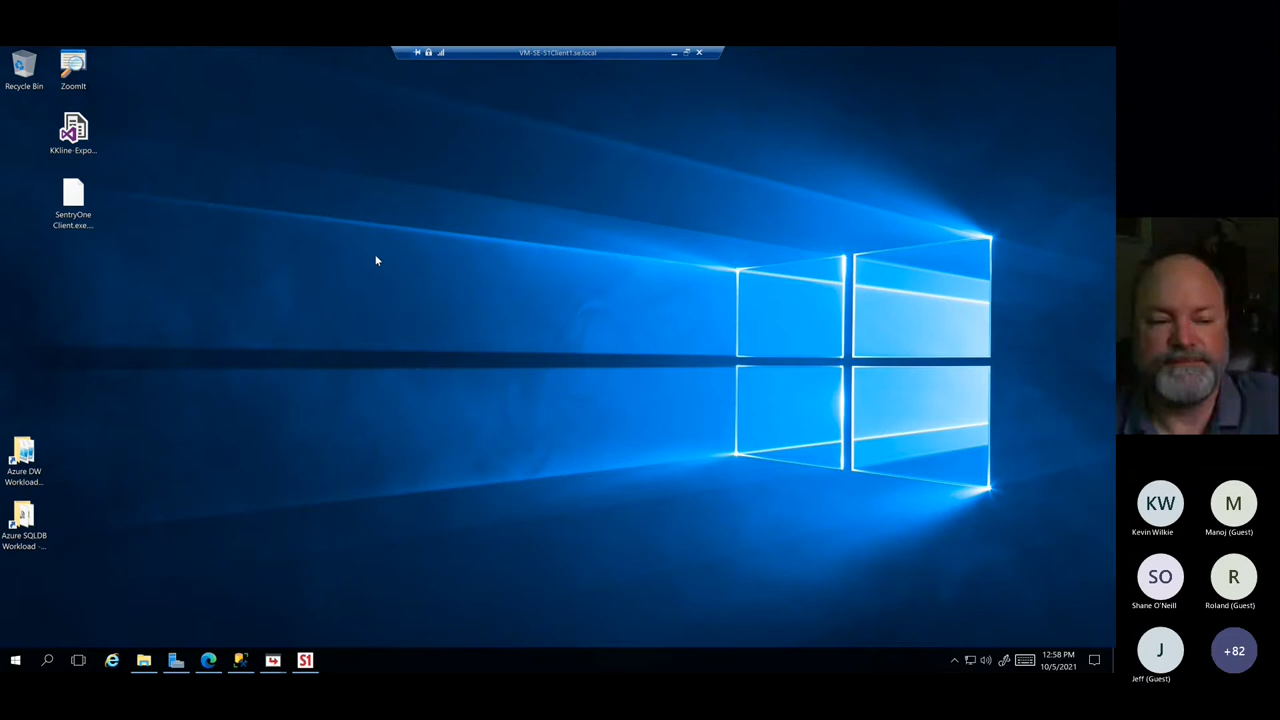 VM-SE-S1Client1.se.local
Recycle Bin
ZoomIt
KKline-Expo...
SentryOne
Client.exe....
Azure DW
Workload...
Azure SQLDB
Workload -...
S1
12:58 PM
10/5/2021
KW
Kevin Wilkie
M
Manoj (Guest)
SO
Shane O'Neill
R
Roland (Guest)
J
Jeff (Guest)
+82